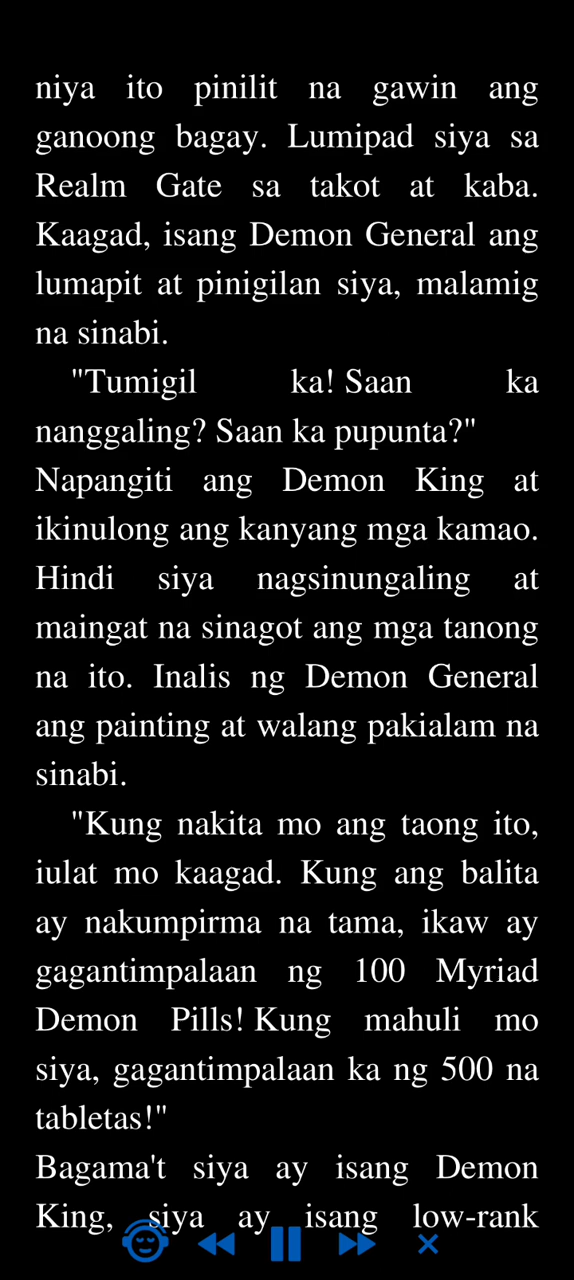 niya ito pinilit na gawin ang
ganoong bagay. Lumipad siya sa
Realm Gate sa takot at kaba.
Kaagad, isang Demon General ang
lumapit at pinigilan siya, malamig
na sinabi.
"Tumigil ka! Saan ka
nanggaling? Saan ka pupunta?"
Napangiti ang Demon King at
ikinulong ang kanyang mga kamao.
Hindi siya nagsinungaling at
maingat na sinagot ang mga tanong
na ito. Inalis ng Demon General
ang painting at walang pakialam na
sinabi.
"Kung nakita mo ang taong ito,
iulat mo kaagad. Kung ang balita
ay nakumpirma na tama, ikaw ay
gagantimpalaan ng 100 Myriad
Demon Pills! Kung mahuli mo
siya, gagantimpalaan ka ng 500 na
tabletas!"
Bagama't siya ay isang Demon
King, siya ay isang low-rank